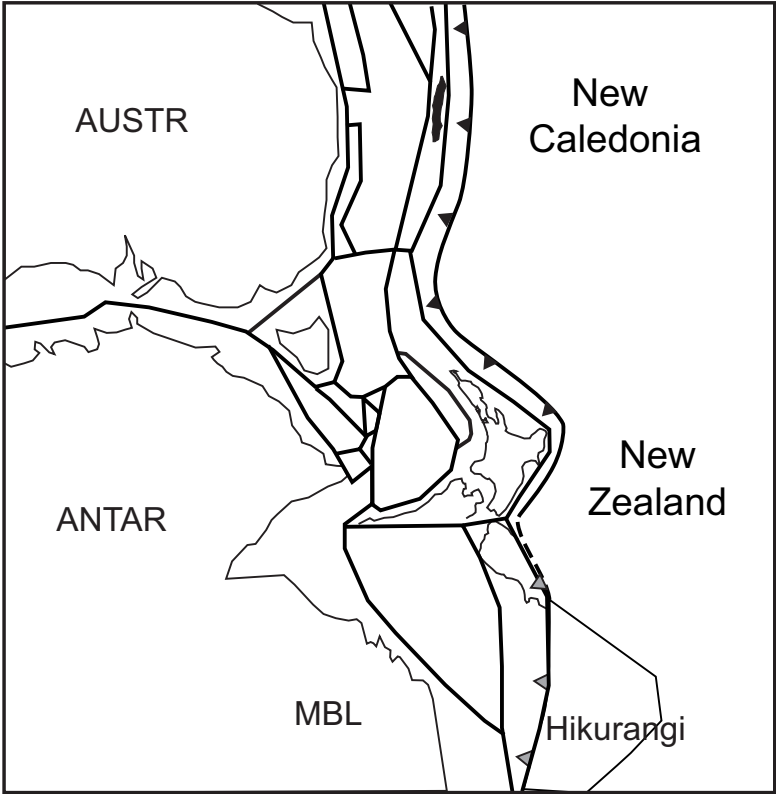 New
Caledonia
AUSTR
New
Zealand
ANTAR
MBL
Hikurangi